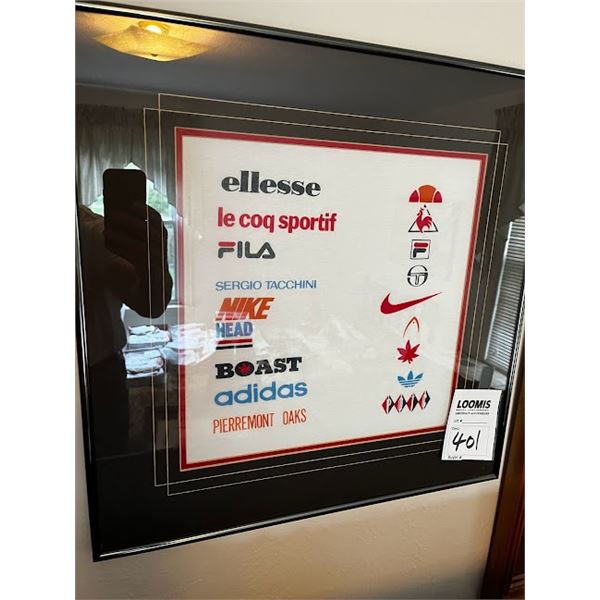 ellesse
le coq sportif
FILA
F
SERGIO TACCHINI
NIKE
HEAD
BOAST
adidas
PIERREMONT OAKS
LOOMIS
401